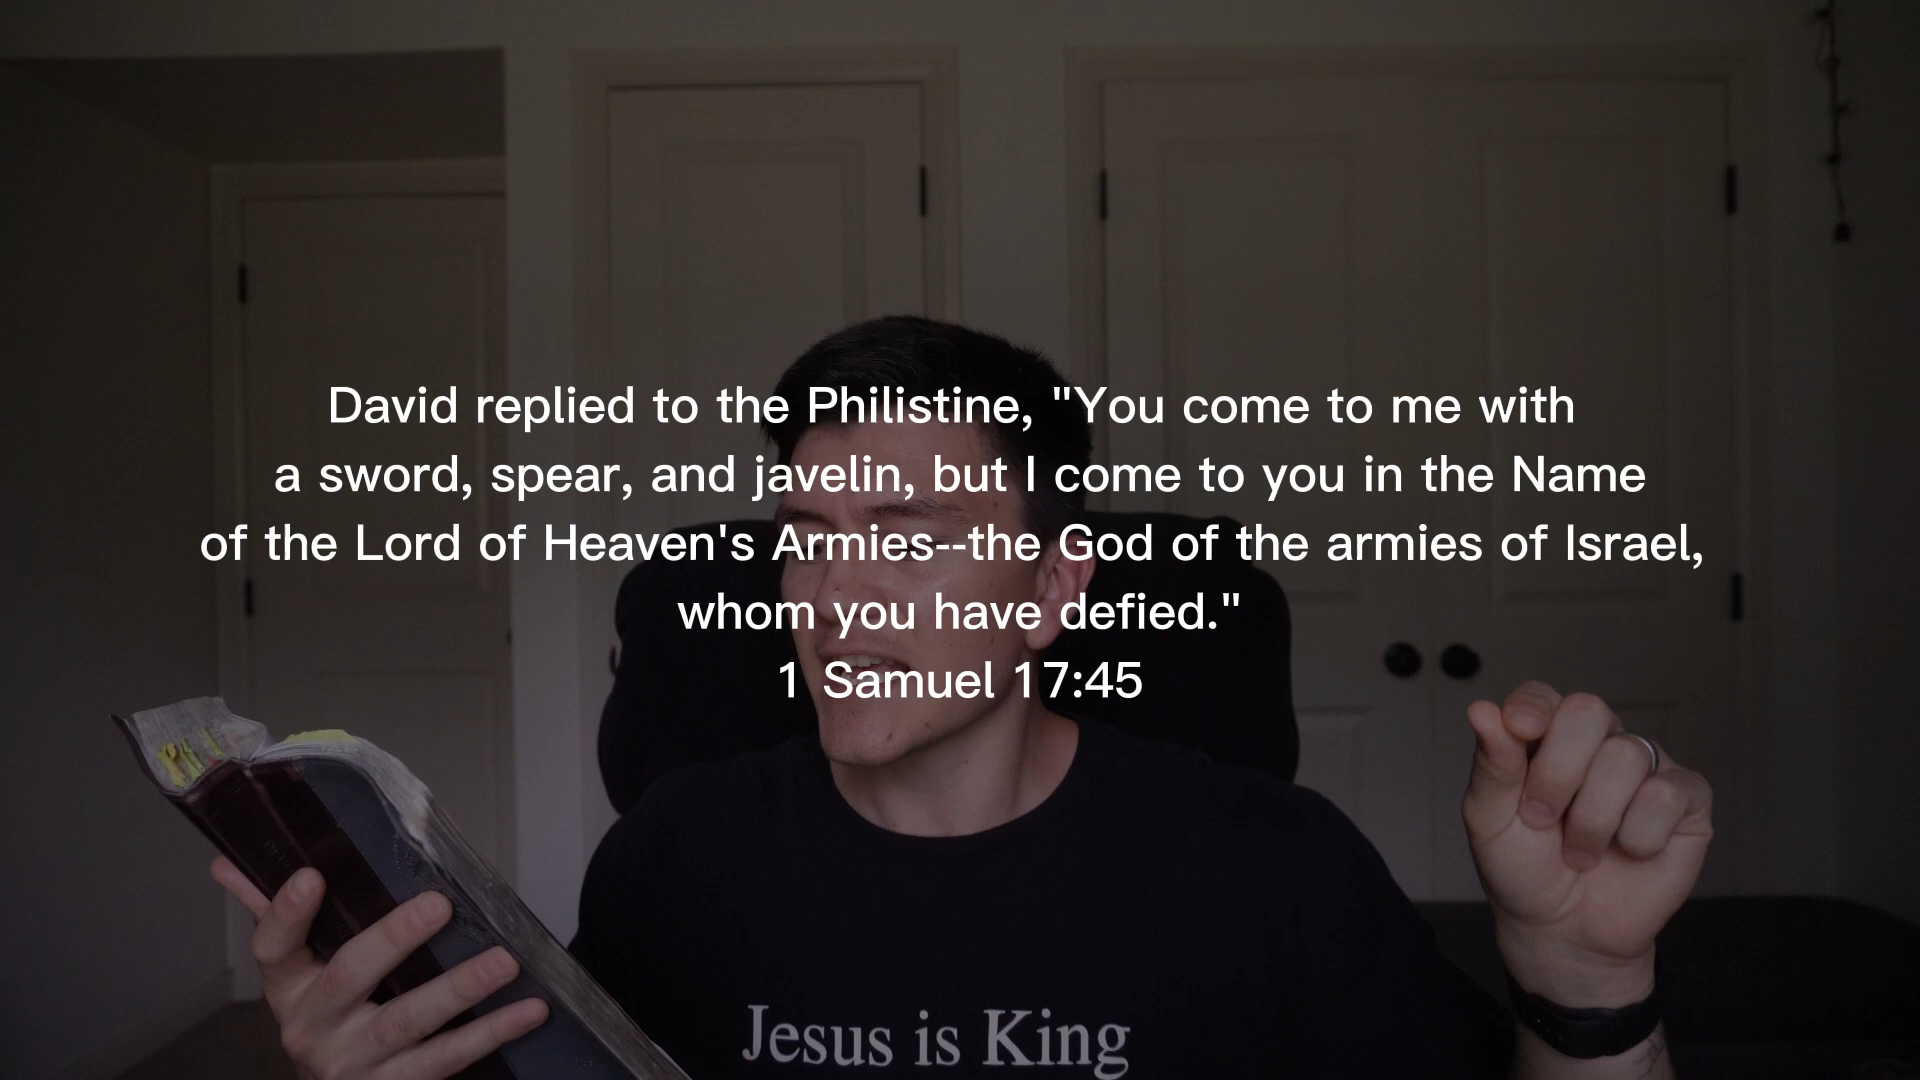 David replied to the Philistine, "You come to me with
a sword, spear, and javelin, but I come to you in the Name
of the Lord of Heaven's Armies--the God of the armies of Israel,
whom you have defied."
1 Samuel 17:45
Jesus is King